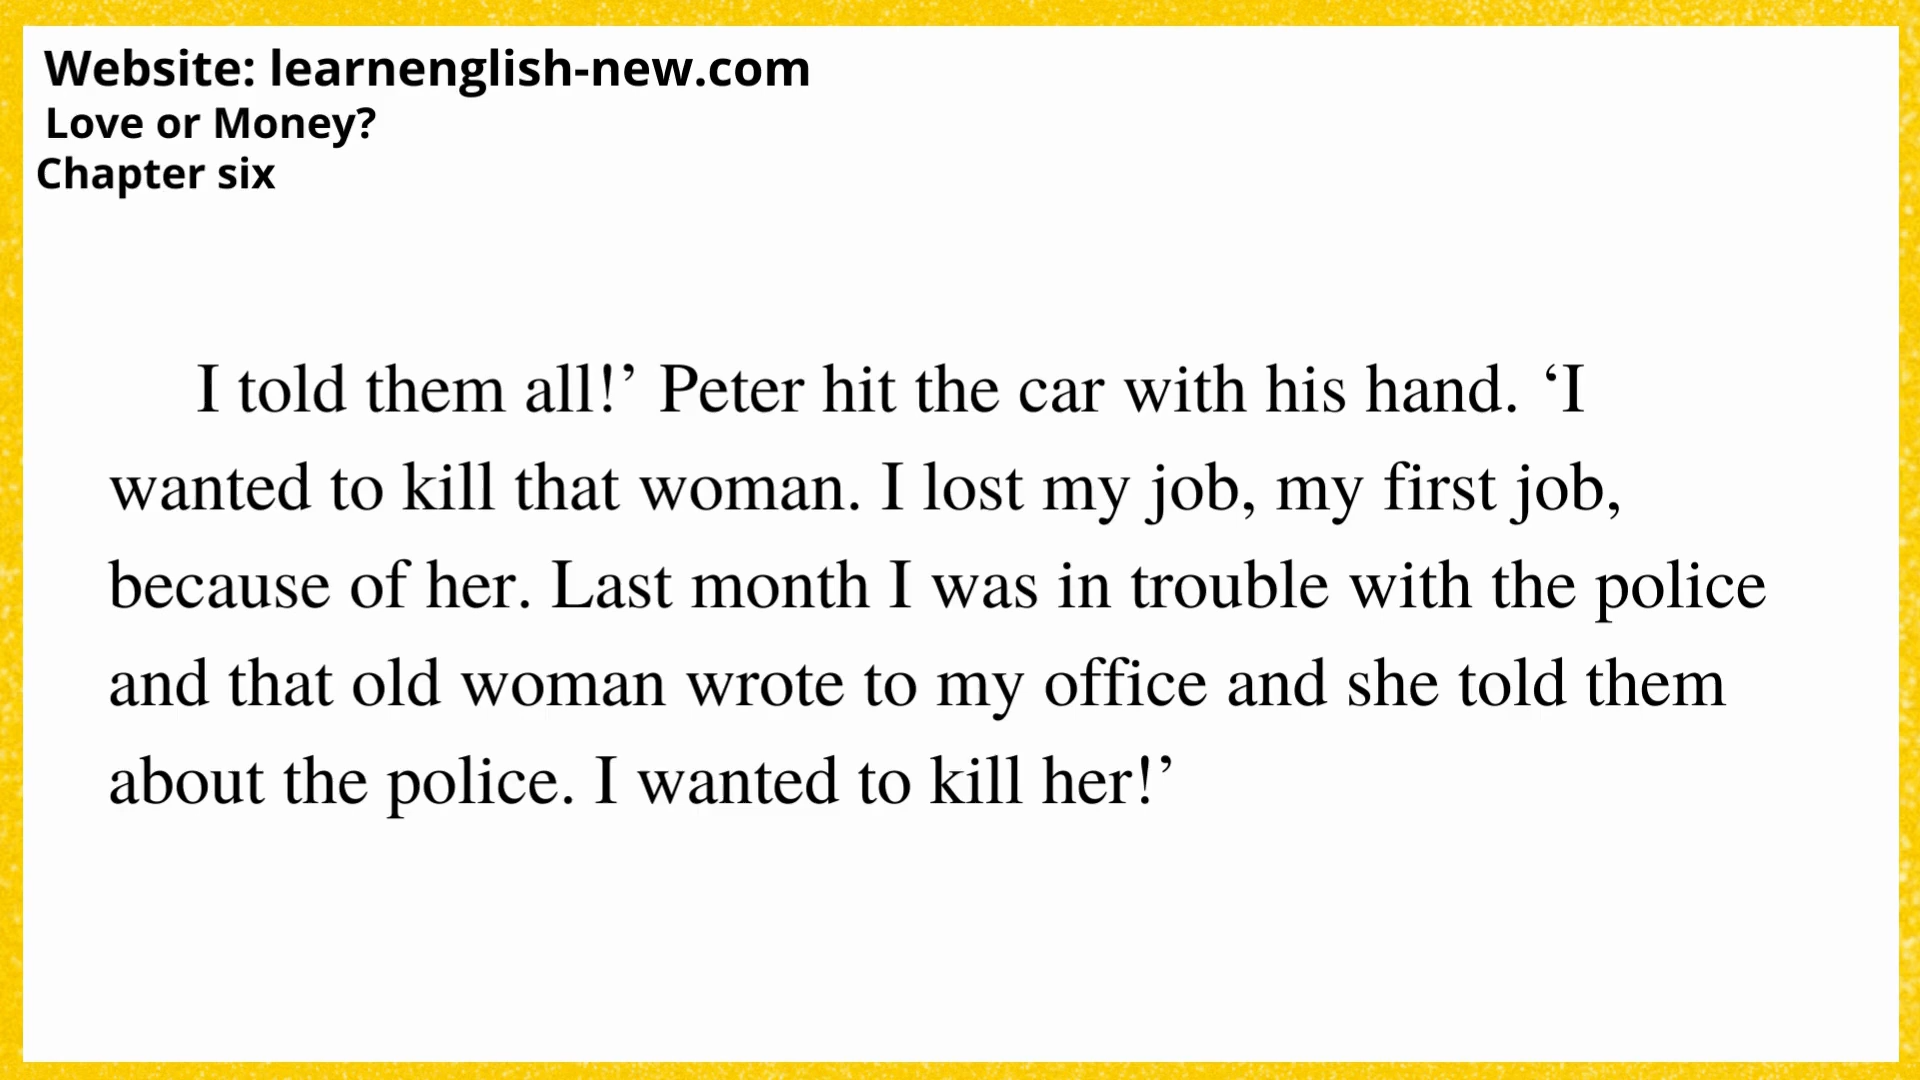 Website: learnenglish-new.com
Love or Money?
Chapter six
I told them all!’ Peter hit the car with his hand. ‘I
wanted to kill that woman. I lost my job, my first job,
because of her. Last month I was in trouble with the police
and that old woman wrote to my office and she told them
about the police. I wanted to kill her!’